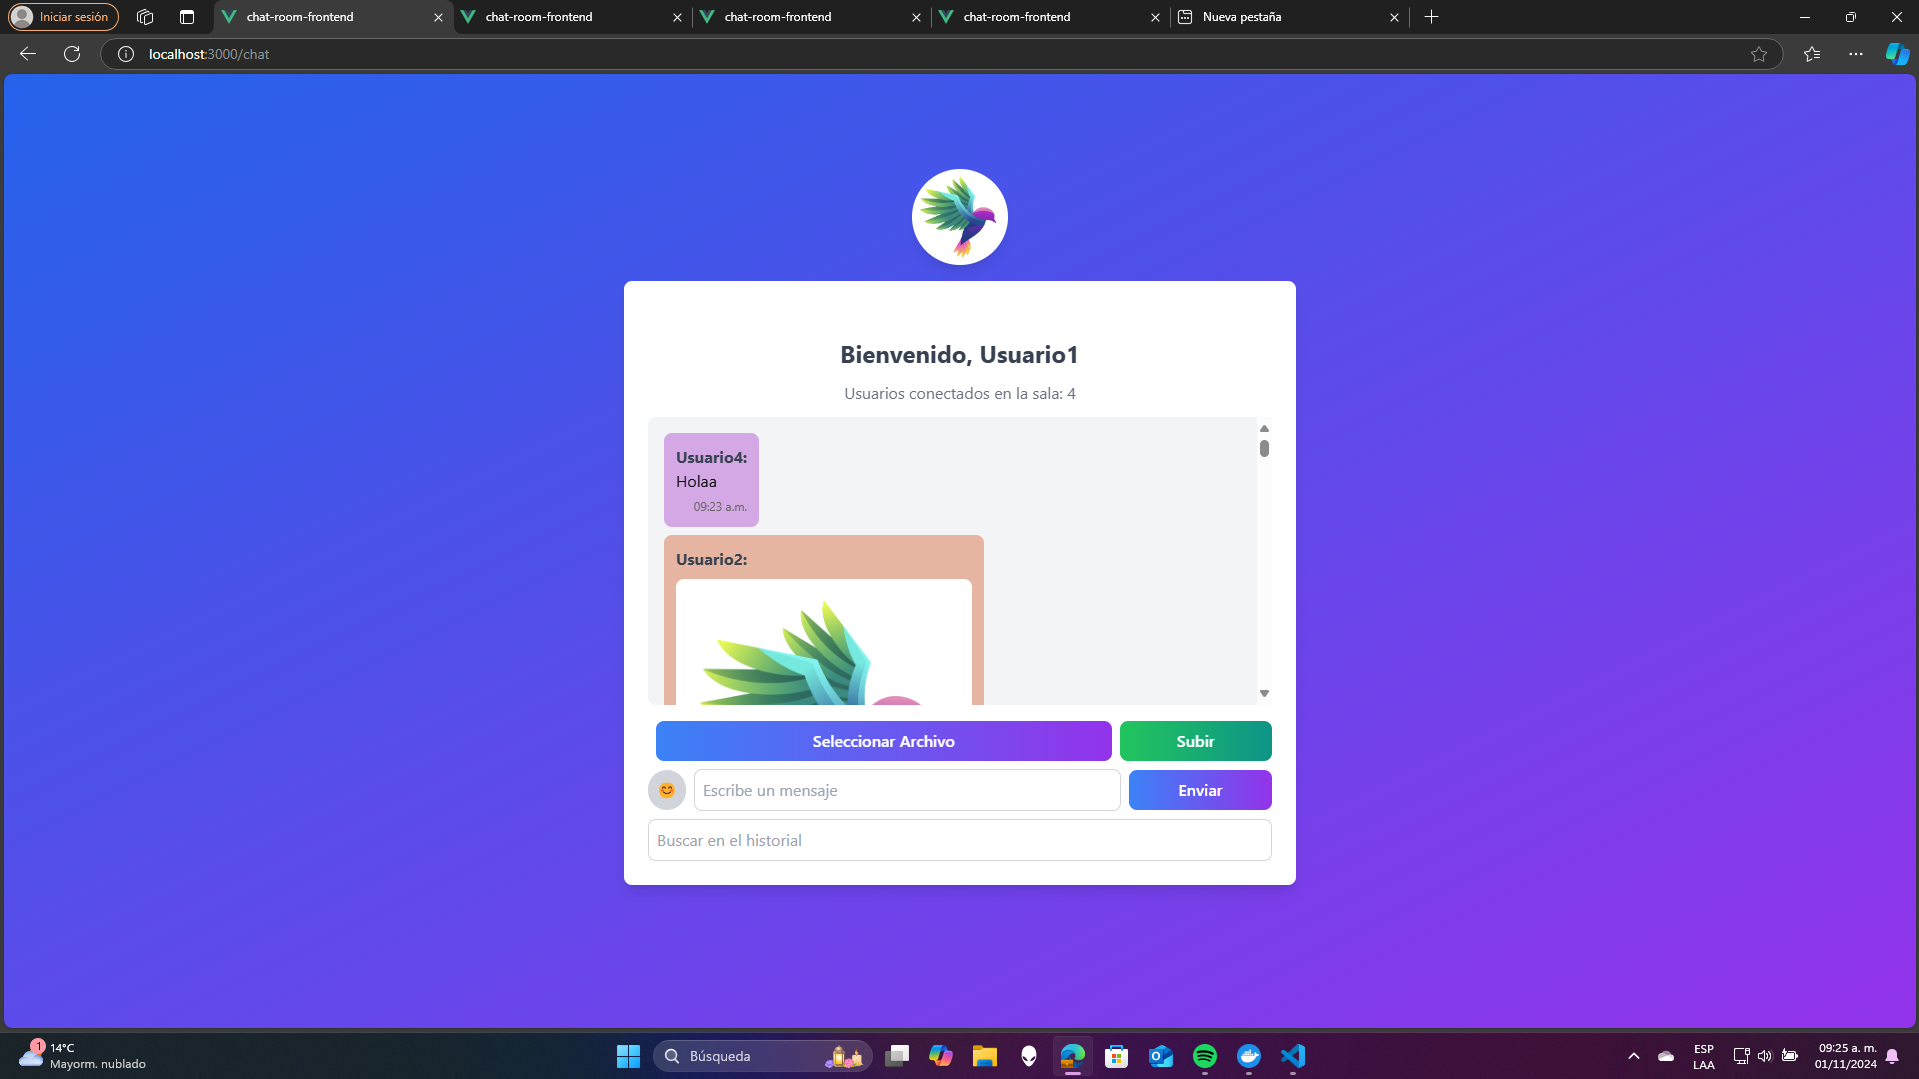 Iniciar sesión
chat-room-frontend
chat-room-frontend
chat-room-frontend
chat-room-frontend
Nueva pestaña
localhost:3000/chat
Bienvenido, Usuario1
Usuarios conectados en la sala: 4
Usuario4:
Holaa
09:23 a.m.
Usuario2:
Seleccionar Archivo
Subir
Escribe un mensaje
Enviar
Buscar en el historial
1
14°C
Mayorm. nublado
Búsqueda
ESP
LAA
09:25 a. m.
01/11/2024